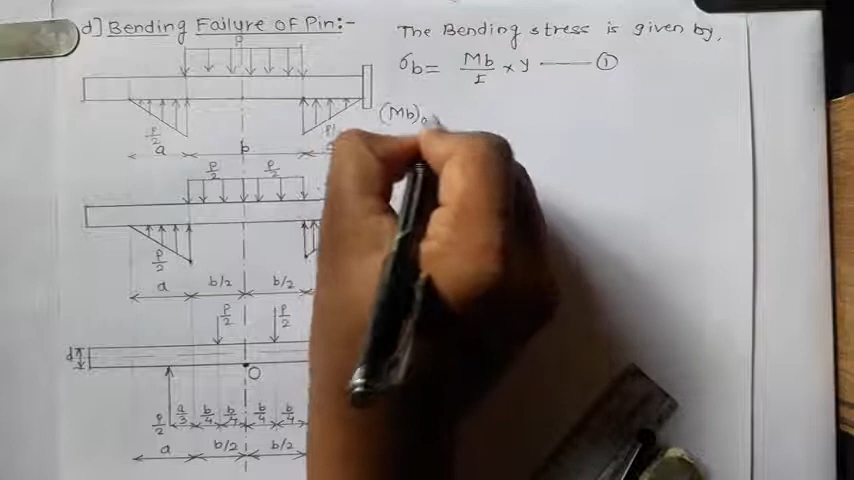 d] Bending Failure of Pin:-
P
P/2
a
b
P/2
P/2
P/2
a
b/2
b/2
P/2
P/2
d
O
P/2
a/3
b/4
b/4
b/4
b/4
a
b/2
b/2
The Bending stress is given by,
σb = Mb/I × y —— ①
(Mb)o